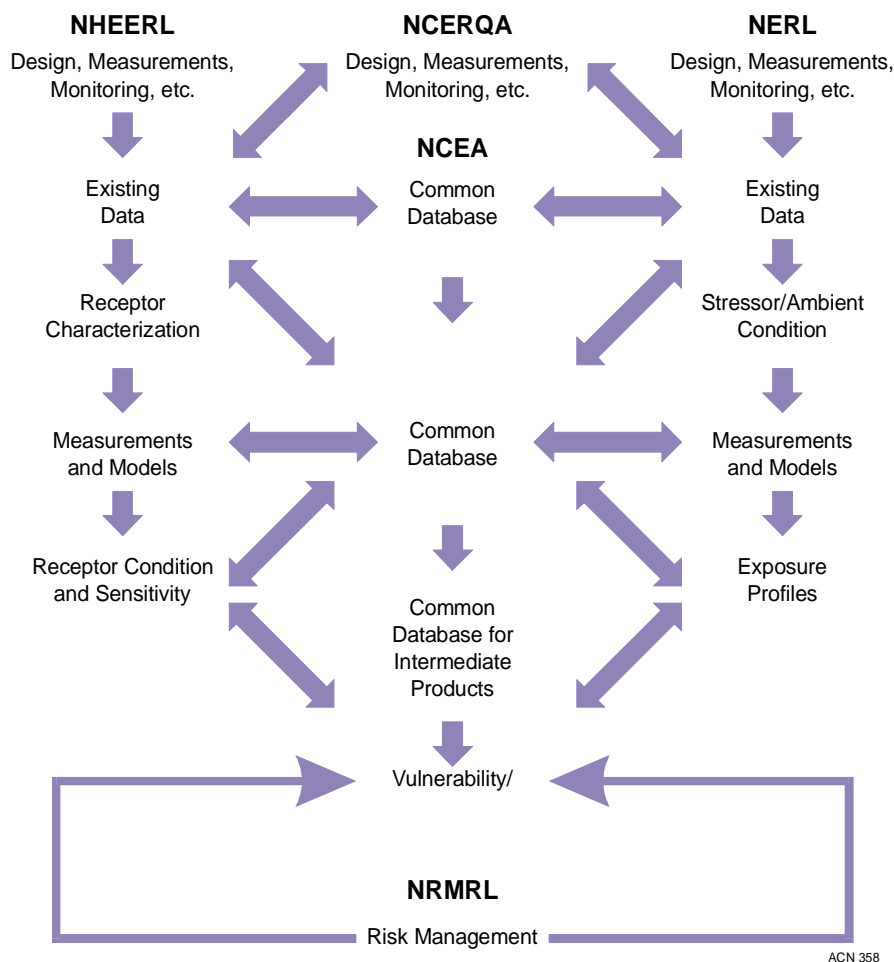 NHEERL
Design, Measurements,
Monitoring, etc.
NCERQA
Design, Measurements,
Monitoring, etc.
NERL
Design, Measurements,
Monitoring, etc.
NCEA
Existing
Data
Common
Database
Existing
Data
Receptor
Characterization
Stressor/Ambient
Condition
Measurements
and Models
Common
Database
Measurements
and Models
Receptor Condition
and Sensitivity
Exposure
Profiles
Common
Database for
Intermediate
Products
Vulnerability/
NRMRL
Risk Management
ACN 358